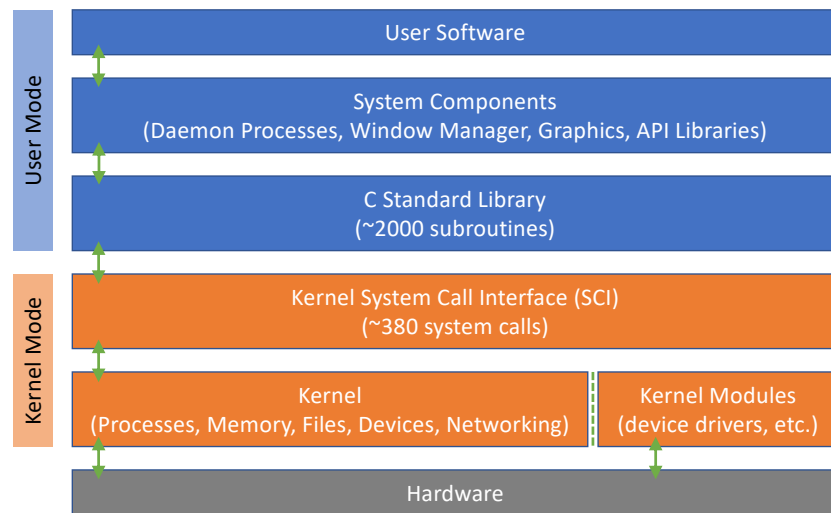 User Mode
User Software
System Components
(Daemon Processes, Window Manager, Graphics, API Libraries)
C Standard Library
(~2000 subroutines)
Kernel Mode
Kernel System Call Interface (SCI)
(~380 system calls)
Kernel
(Processes, Memory, Files, Devices, Networking)
Kernel Modules
(device drivers, etc.)
Hardware